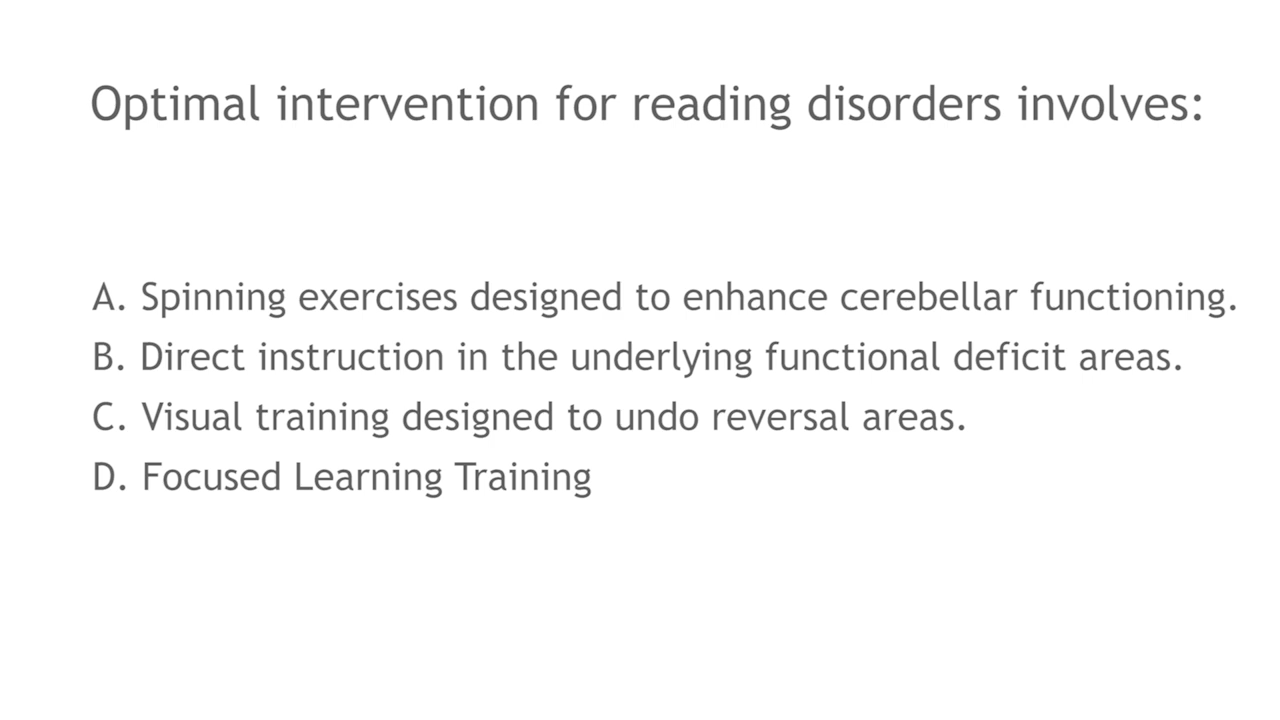 Optimal intervention for reading disorders involves:
A. Spinning exercises designed to enhance cerebellar functioning.
B. Direct instruction in the underlying functional deficit areas.
C. Visual training designed to undo reversal areas.
D. Focused Learning Training